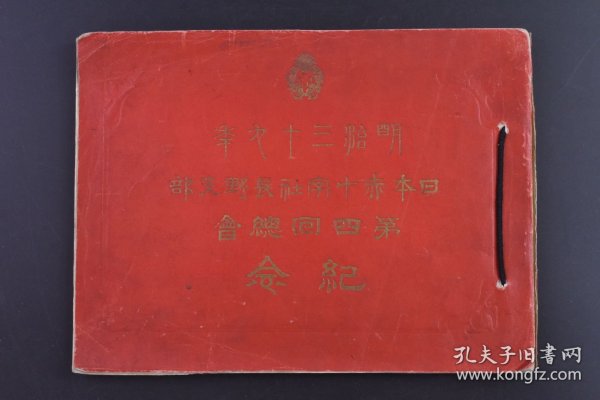 明治三十九年
日本赤十字社長野支部
第四回總會
紀念
孔夫子旧书网
www.kongfz.com